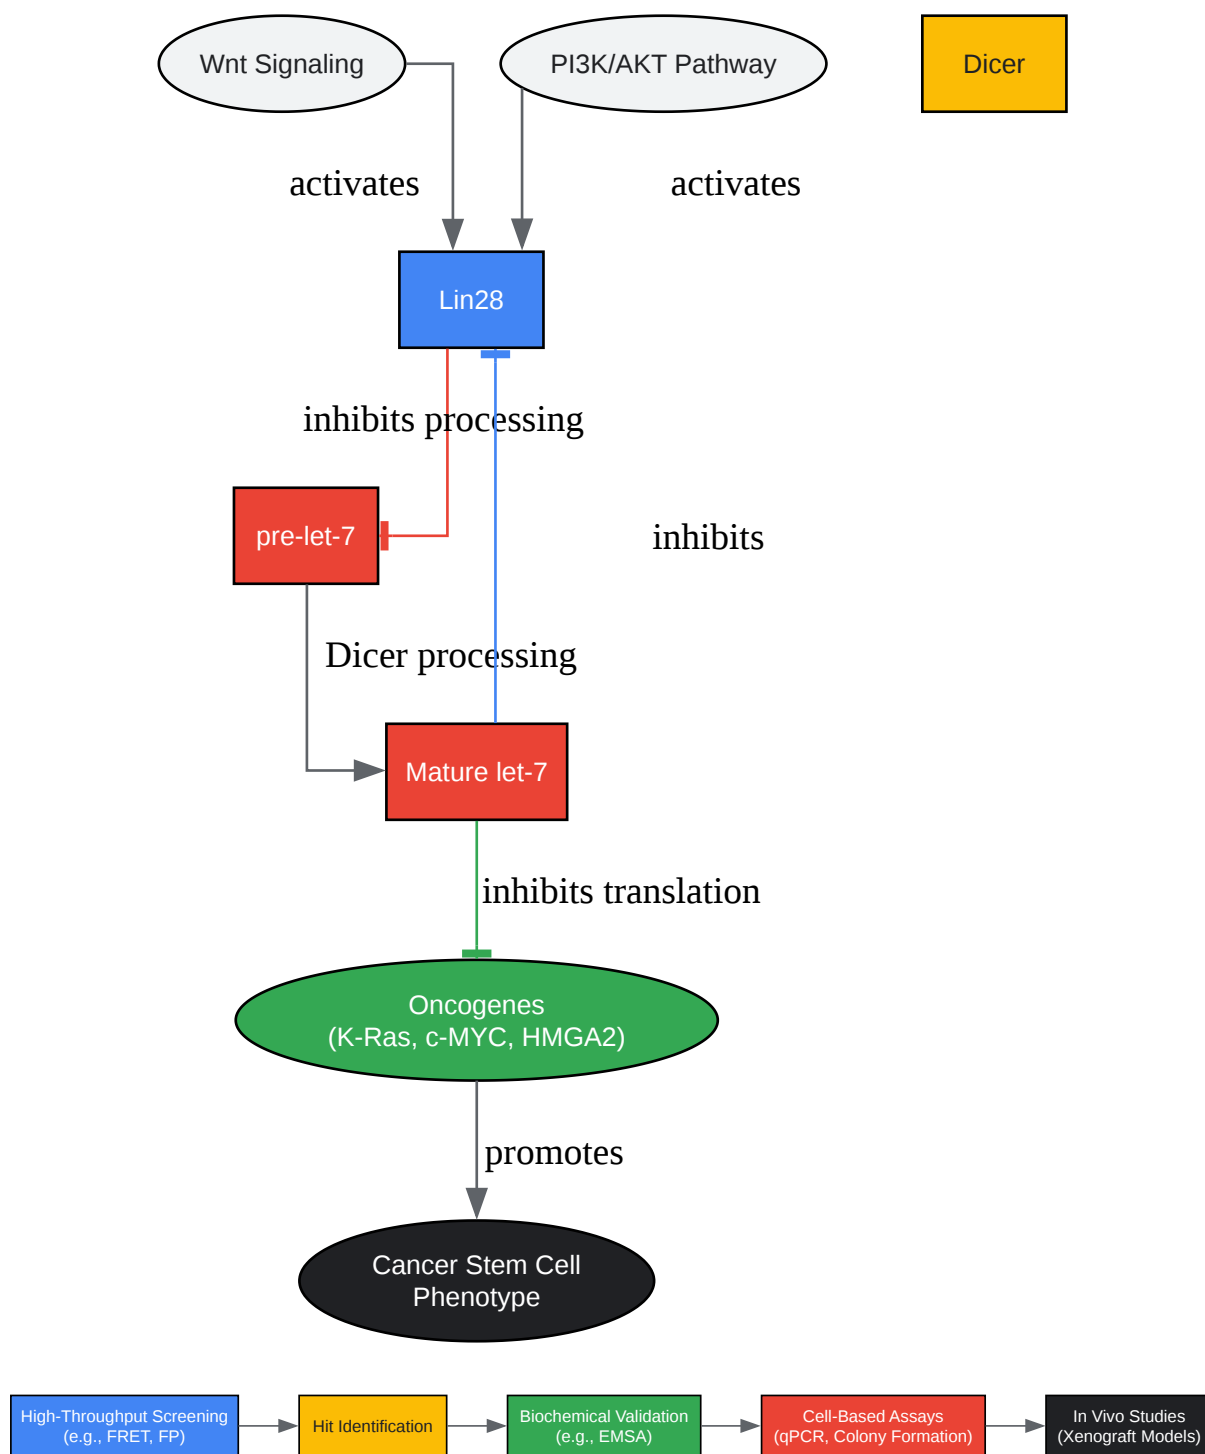 Wnt Signaling
PI3K/AKT Pathway
Dicer
activates
activates
Lin28
inhibits processing
pre-let-7
inhibits
Dicer processing
Mature let-7
inhibits translation
Oncogenes
(K-Ras, c-MYC, HMGA2)
promotes
Cancer Stem Cell
Phenotype
High-Throughput Screening
(e.g., FRET, FP)
Hit Identification
Biochemical Validation
(e.g., EMSA)
Cell-Based Assays
(qPCR, Colony Formation)
In Vivo Studies
(Xenograft Models)